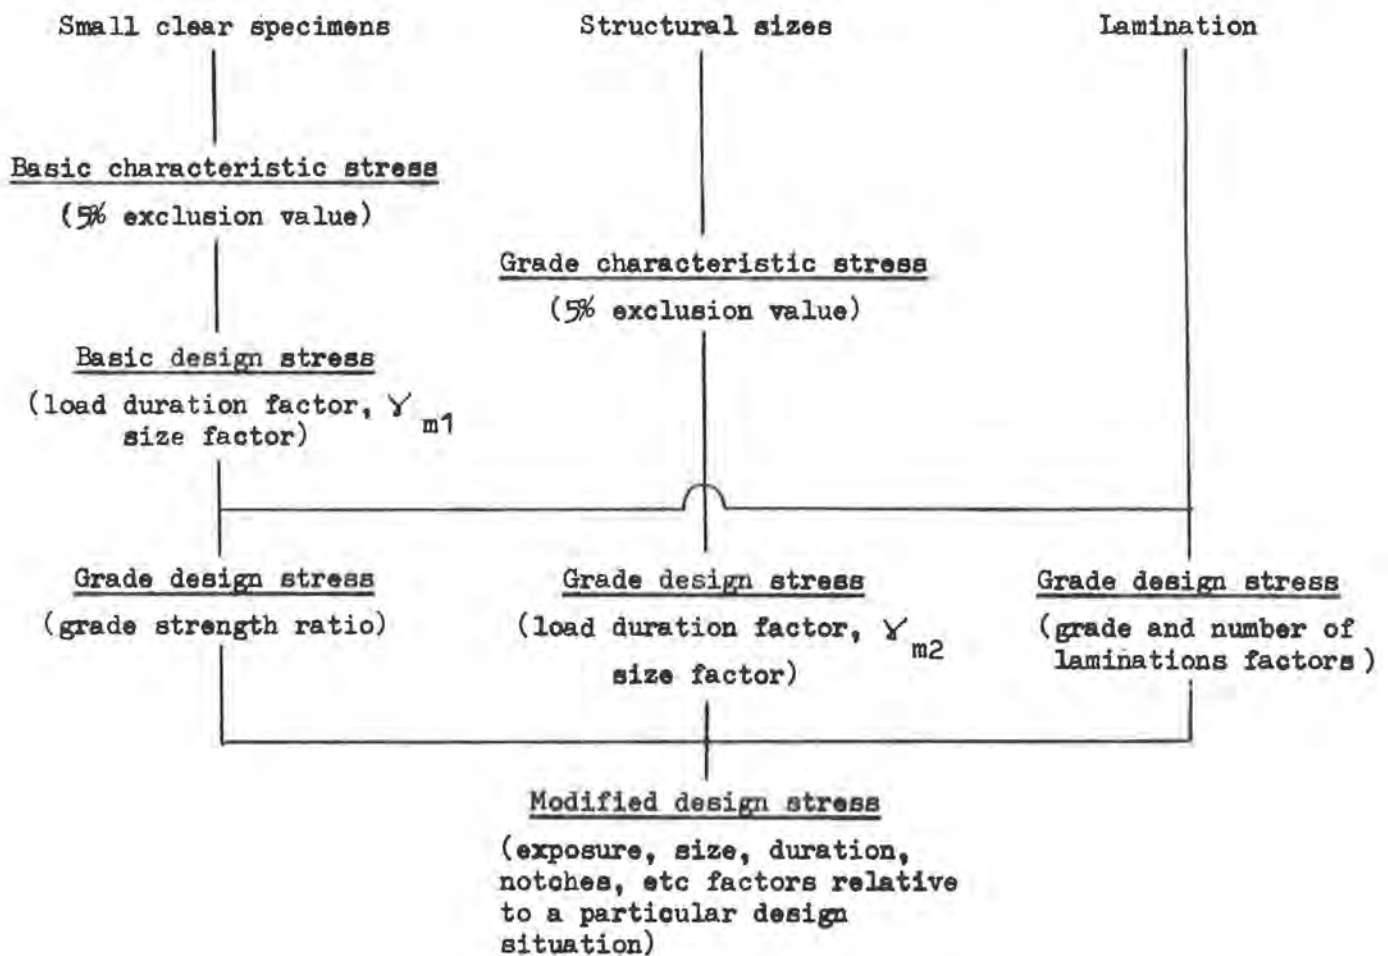 Small clear specimens
Structural sizes
Lamination
Basic characteristic stress
(5% exclusion value)
Grade characteristic stress
(5% exclusion value)
Basic design stress
(load duration factor, γm1
size factor)
Grade design stress
(grade strength ratio)
Grade design stress
(load duration factor, γm2
size factor)
Grade design stress
(grade and number of
laminations factors)
Modified design stress
(exposure, size, duration,
notches, etc factors relative
to a particular design
situation)